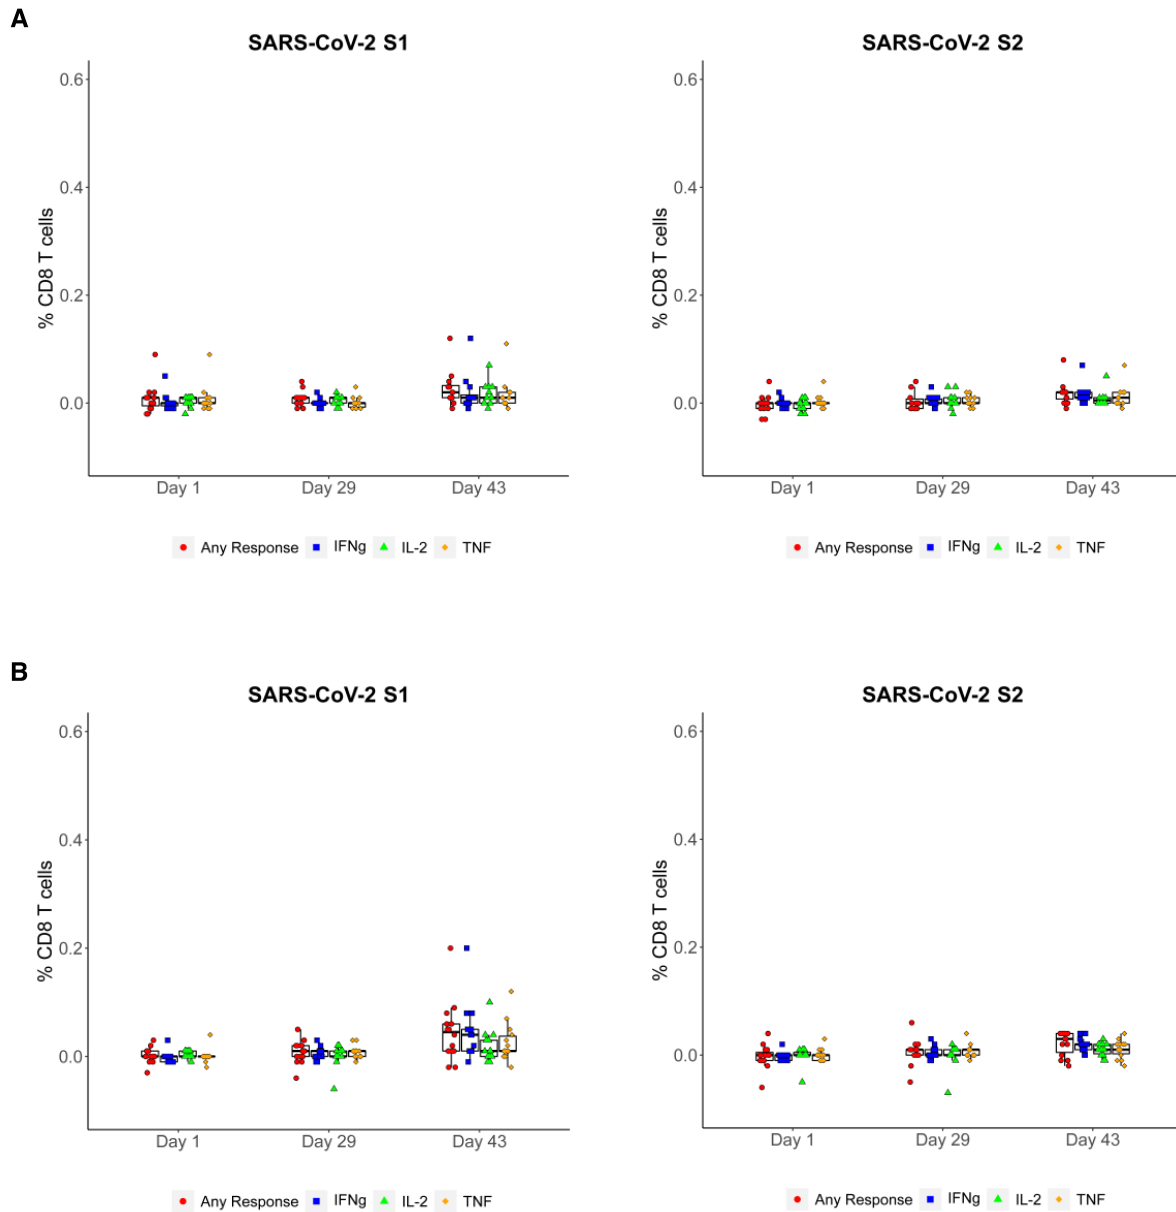 A
SARS-CoV-2 S1
% CD8 T cells
0.6
0.4
0.2
0.0
Day 1 Day 29 Day 43
Any Response IFNg IL-2 TNF
SARS-CoV-2 S2
% CD8 T cells
0.6
0.4
0.2
0.0
Day 1 Day 29 Day 43
Any Response IFNg IL-2 TNF
B
SARS-CoV-2 S1
% CD8 T cells
0.6
0.4
0.2
0.0
Day 1 Day 29 Day 43
Any Response IFNg IL-2 TNF
SARS-CoV-2 S2
% CD8 T cells
0.6
0.4
0.2
0.0
Day 1 Day 29 Day 43
Any Response IFNg IL-2 TNF